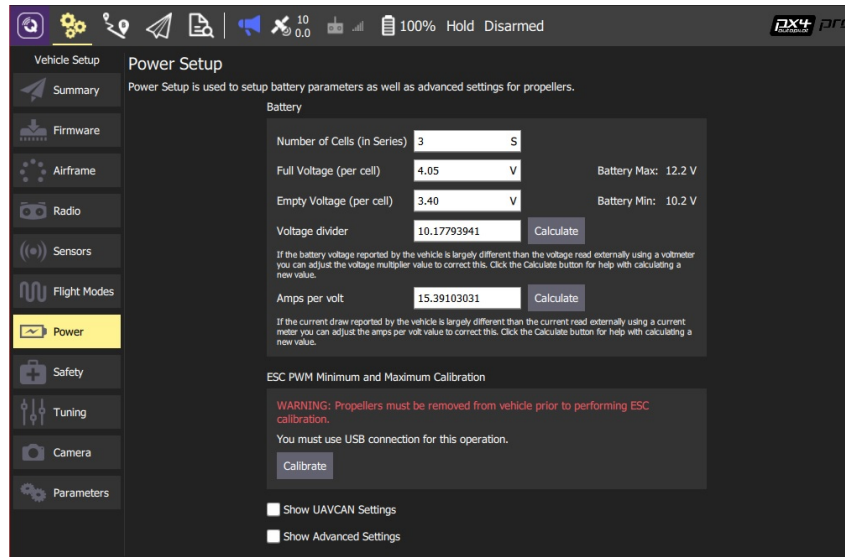 10
0.0
100% Hold Disarmed
px4 pro
autopilot
Vehicle Setup
Summary
Firmware
Airframe
Radio
Sensors
Flight Modes
Power
Safety
Tuning
Camera
Parameters
Power Setup
Power Setup is used to setup battery parameters as well as advanced settings for propellers.
Battery
Number of Cells (in Series) 3 S
Full Voltage (per cell) 4.05 V Battery Max: 12.2 V
Empty Voltage (per cell) 3.40 V Battery Min: 10.2 V
Voltage divider 10.17793941 Calculate
If the battery voltage reported by the vehicle is largely different than the voltage read externally using a voltmeter
you can adjust the voltage multiplier value to correct this. Click the Calculate button for help with calculating a
new value.
Amps per volt 15.39103031 Calculate
If the current draw reported by the vehicle is largely different than the current read externally using a current
meter you can adjust the amps per volt value to correct this. Click the Calculate button for help with calculating a
new value.
ESC PWM Minimum and Maximum Calibration
WARNING: Propellers must be removed from vehicle prior to performing ESC
calibration.
You must use USB connection for this operation.
Calibrate
Show UAVCAN Settings
Show Advanced Settings